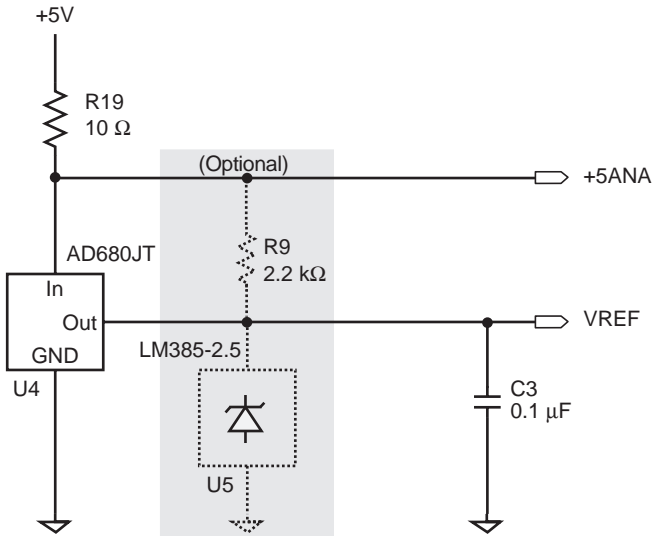 +5V
R19
10 Ω
(Optional)
+5ANA
AD680JT
R9
2.2 kΩ
In
Out
VREF
GND
LM385-2.5
U4
C3
0.1 μF
U5